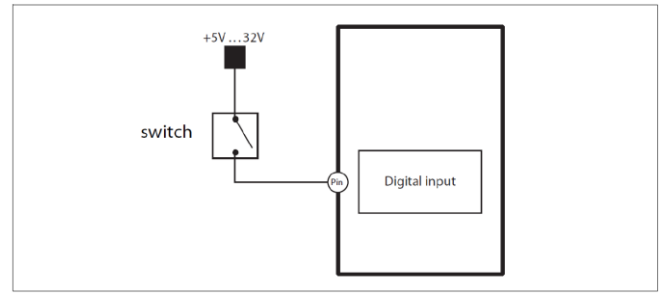 +5V ...32V
switch
Pin
Digital input